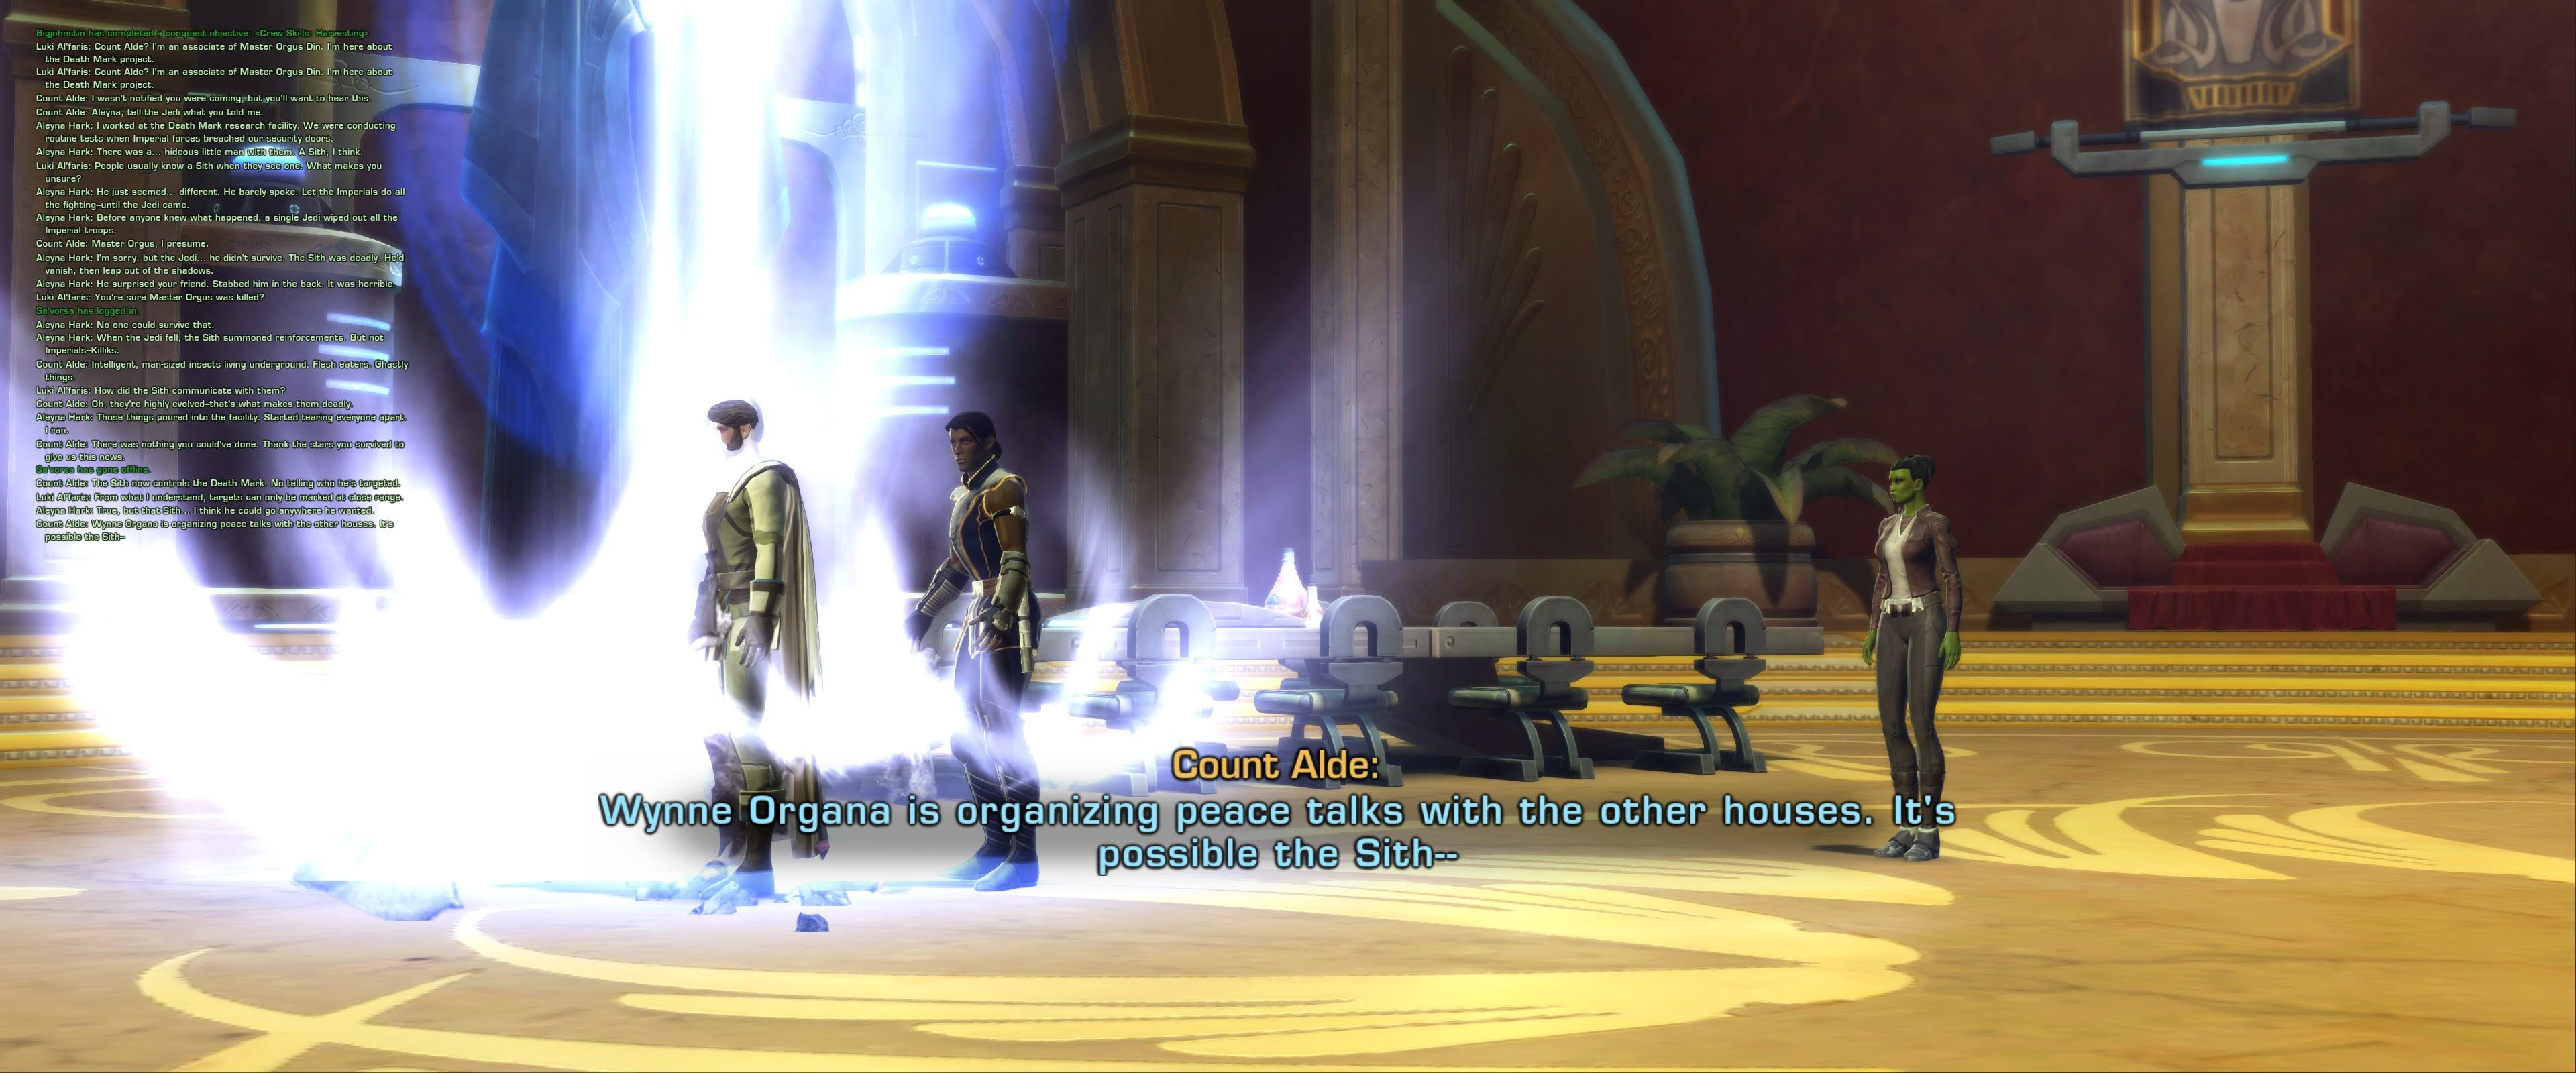 Bigjohnstin has completed a conquest objective: <Crew Skills: Harvesting>
Luki Al'faris: Count Alde? I'm an associate of Master Orgus Din. I'm here about
the Death Mark project.
Luki Al'faris: Count Alde? I'm an associate of Master Orgus Din. I'm here about
the Death Mark project.
Count Alde: I wasn't notified you were coming, but you'll want to hear this.
Count Alde: Aleyna, tell the Jedi what you told me.
Aleyna Hark: I worked at the Death Mark research facility. We were conducting
routine tests when Imperial forces breached our security doors.
Aleyna Hark: There was a... hideous little man with them. A Sith, I think.
Luki Al'faris: People usually know a Sith when they see one. What makes you
unsure?
Aleyna Hark: He just seemed... different. He barely spoke. Let the Imperials do all
the fighting–until the Jedi came.
Aleyna Hark: Before anyone knew what happened, a single Jedi wiped out all the
Imperial troops.
Count Alde: Master Orgus, I presume.
Aleyna Hark: I'm sorry, but the Jedi... he didn't survive. The Sith was deadly. He'd
vanish, then leap out of the shadows.
Aleyna Hark: He surprised your friend. Stabbed him in the back. It was horrible.
Luki Al'faris: You're sure Master Orgus was killed?
Sa'vorsa has logged in.
Aleyna Hark: No one could survive that.
Aleyna Hark: When the Jedi fell, the Sith summoned reinforcements. But not
Imperials–Killiks.
Count Alde: Intelligent, man-sized insects living underground. Flesh eaters. Ghastly
things.
Luki Al'faris: How did the Sith communicate with them?
Count Alde: Oh, they're highly evolved–that's what makes them deadly.
Aleyna Hark: Those things poured into the facility. Started tearing everyone apart.
I ran.
Count Alde: There was nothing you could've done. Thank the stars you survived to
give us this news.
Sa'vorsa has gone offline.
Count Alde: The Sith now controls the Death Mark. No telling who he's targeted.
Luki Al'faris: From what I understand, targets can only be marked at close range.
Aleyna Hark: True, but that Sith... I think he could go anywhere he wanted.
Count Alde: Wynne Organa is organizing peace talks with the other houses. It's
possible the Sith--
Count Alde:
Wynne Organa is organizing peace talks with the other houses. It's
possible the Sith--